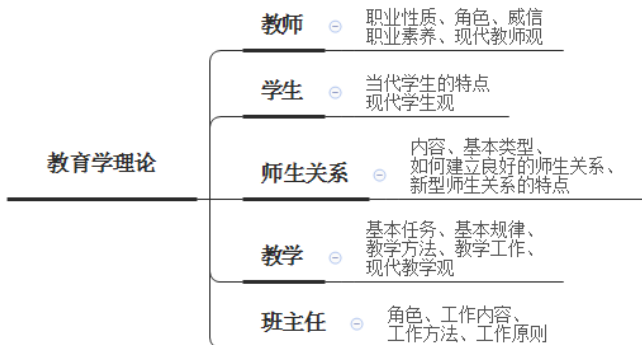 教师
职业性质、角色、威信
职业素养、现代教师观
学生
当代学生的特点
现代学生观
教育学理论
师生关系
内容、基本类型、
如何建立良好的师生关系、
新型师生关系的特点
教学
基本任务、基本规律、
教学方法、教学工作、
现代教学观
班主任
角色、工作内容、
工作方法、工作原则